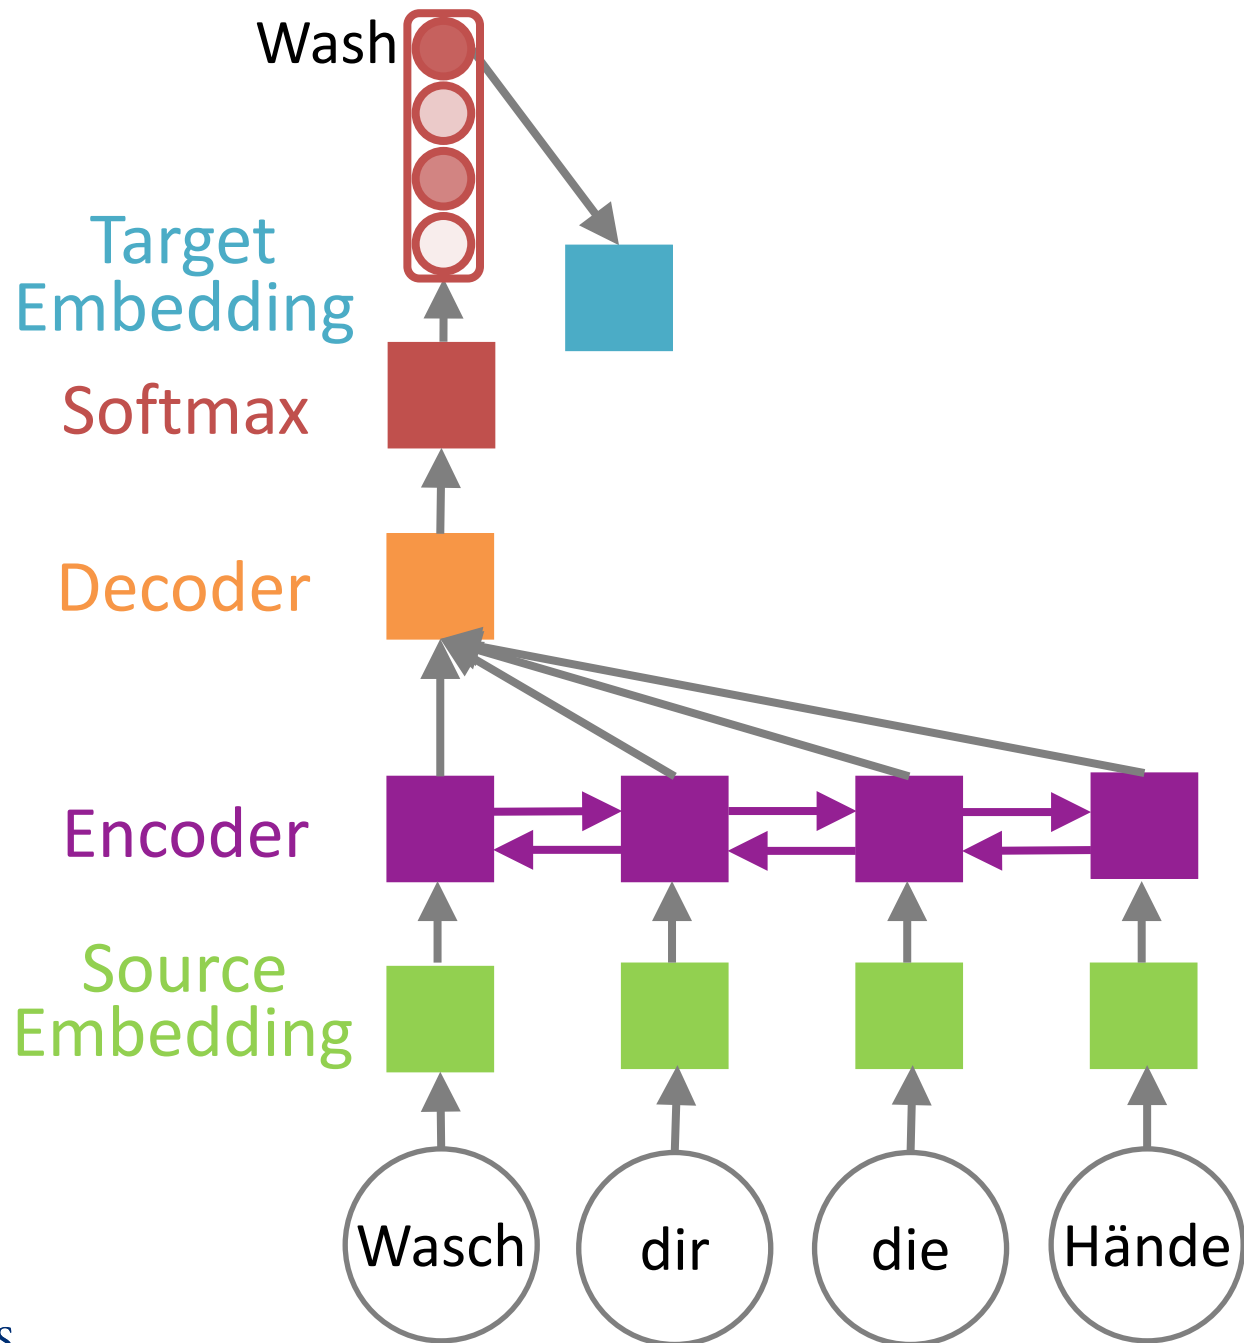 Wash
Target
Embedding
Softmax
Decoder
Encoder
Source
Embedding
Wasch
dir
die
Hände